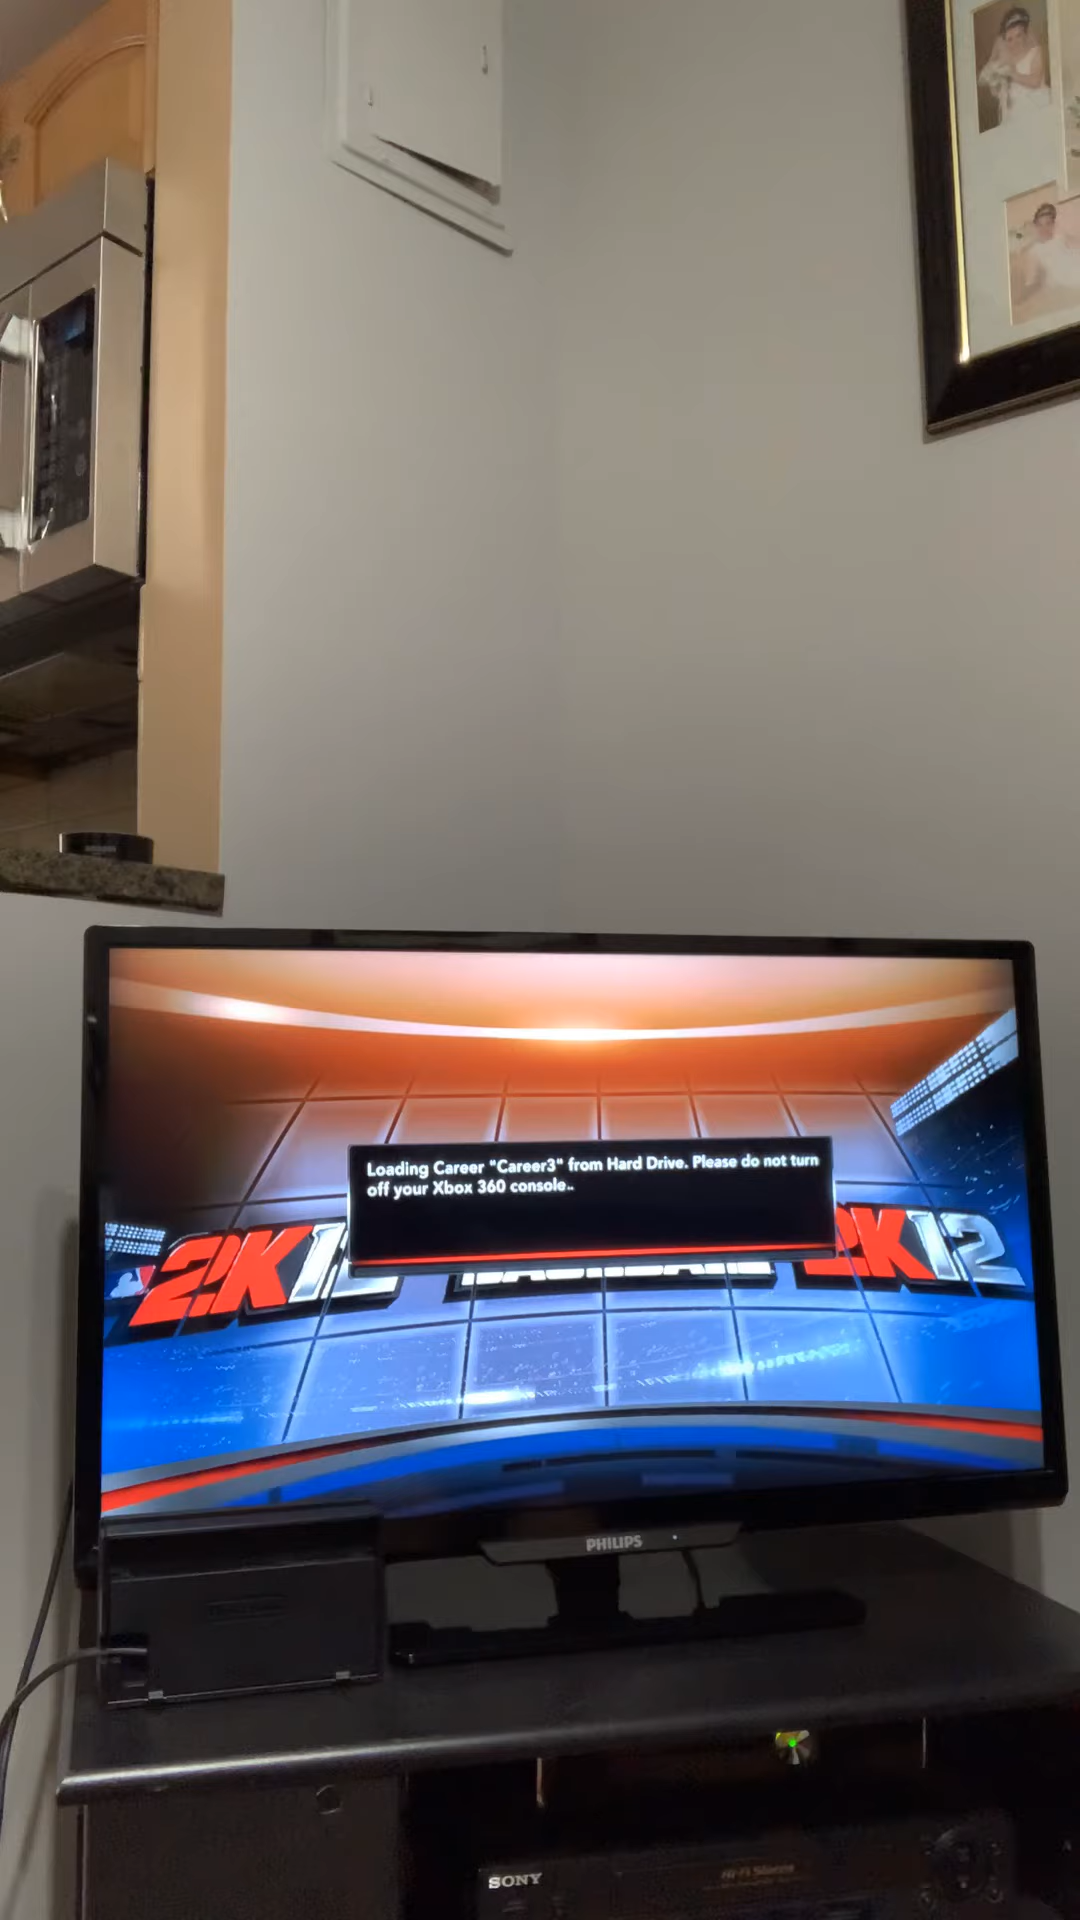 Loading Career "Career3" from Hard Drive. Please do not turn
off your Xbox 360 console..
2K12
2K12
PHILIPS
SONY